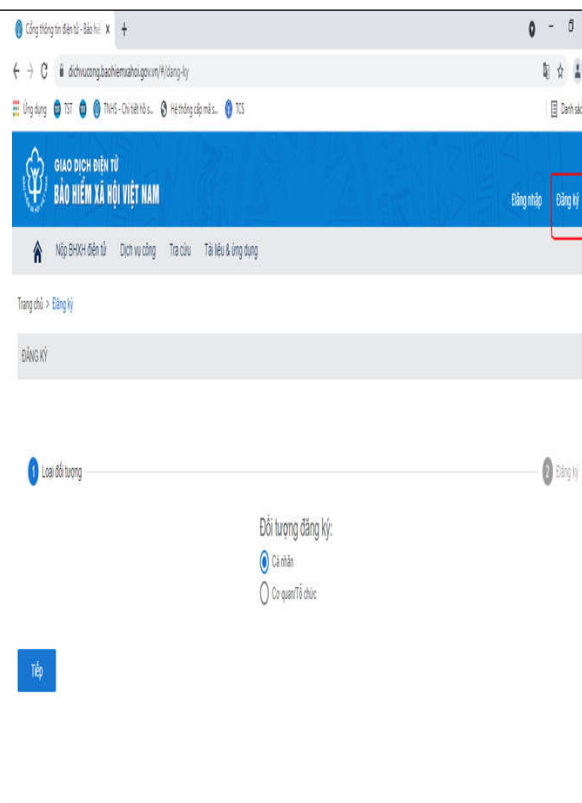 Cổng thông tin điện tử - Bảo hiể
dichvucong.baohiemxahoi.gov.vn/#/dang-ky
Ứng dụng TST TNHS - Chi tiết hồ s... Hệ thống cấp mã s... TCS Danh sác
GIAO DỊCH ĐIỆN TỬ
BẢO HIỂM XÃ HỘI VIỆT NAM
Đăng nhập Đăng ký
Nộp BHXH điện tử Dịch vụ công Tra cứu Tài liệu & ứng dụng
Trang chủ > Đăng ký
ĐĂNG KÝ
1 Loại đối tượng 2 Đăng ký
Đối tượng đăng ký:
Cá nhân
Cơ quan/Tổ chức
Tiếp